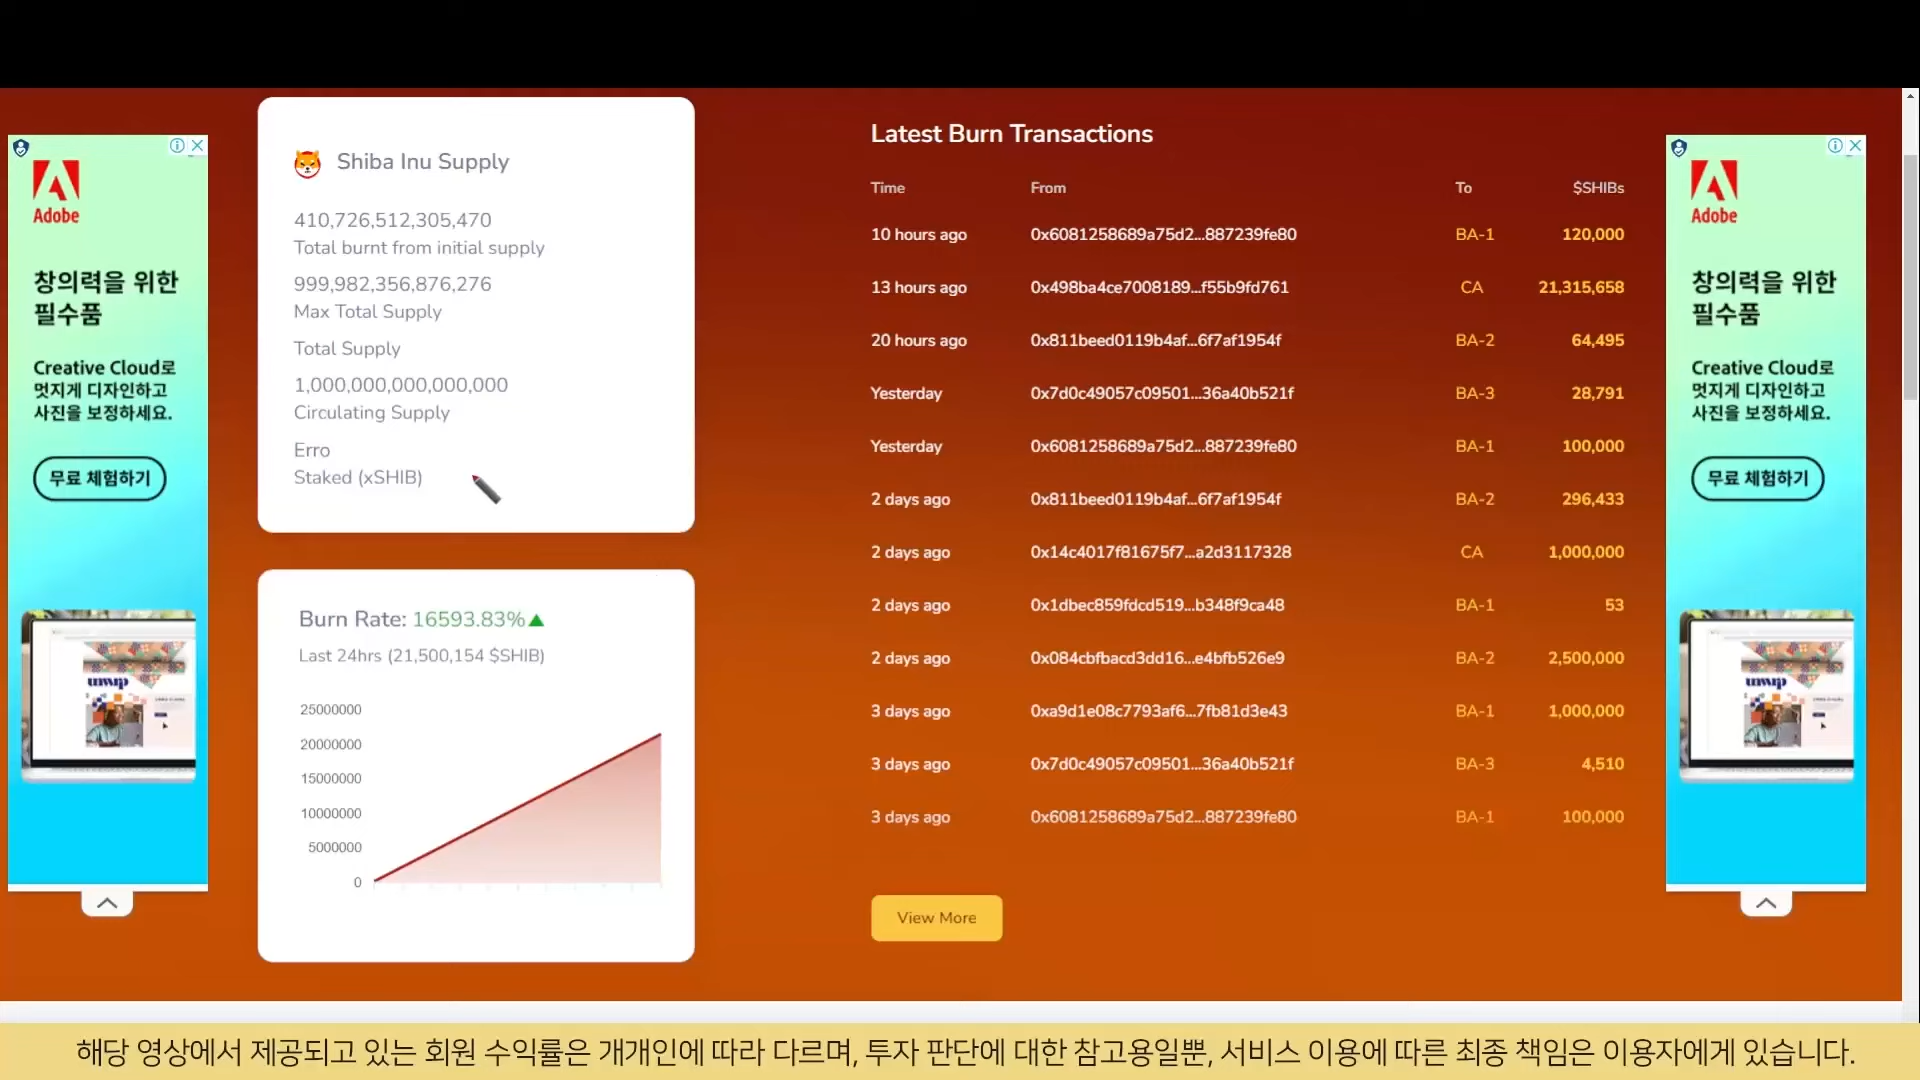 Adobe
창의력을 위한
필수품
Creative Cloud로
멋지게 디자인하고
사진을 보정하세요.
무료 체험하기
Shiba Inu Supply
410,726,512,305,470
Total burnt from initial supply
999,982,356,876,276
Max Total Supply
Total Supply
1,000,000,000,000,000
Circulating Supply
Erro
Staked (xSHIB)
Burn Rate: 16593.83%
Last 24hrs (21,500,154 $SHIB)
25000000
20000000
15000000
10000000
5000000
0
Latest Burn Transactions
Time From To $SHIBs
10 hours ago 0x6081258689a75d2...887239fe80 BA-1 120,000
13 hours ago 0x498ba4ce7008189...f55b9fd761 CA 21,315,658
20 hours ago 0x811beed0119b4af...6f7af1954f BA-2 64,495
Yesterday 0x7d0c49057c09501...36a40b521f BA-3 28,791
Yesterday 0x6081258689a75d2...887239fe80 BA-1 100,000
2 days ago 0x811beed0119b4af...6f7af1954f BA-2 296,433
2 days ago 0x14c4017f81675f7...a2d3117328 CA 1,000,000
2 days ago 0x1dbec859fdcd519...b348f9ca48 BA-1 53
2 days ago 0x084cbfbacd3dd16...e4bfb526e9 BA-2 2,500,000
3 days ago 0xa9d1e08c7793af6...7fb81d3e43 BA-1 1,000,000
3 days ago 0x7d0c49057c09501...36a40b521f BA-3 4,510
3 days ago 0x6081258689a75d2...887239fe80 BA-1 100,000
View More
Adobe
창의력을 위한
필수품
Creative Cloud로
멋지게 디자인하고
사진을 보정하세요.
무료 체험하기
해당 영상에서 제공되고 있는 회원 수익률은 개개인에 따라 다르며, 투자 판단에 대한 참고용일뿐, 서비스 이용에 따른 최종 책임은 이용자에게 있습니다.